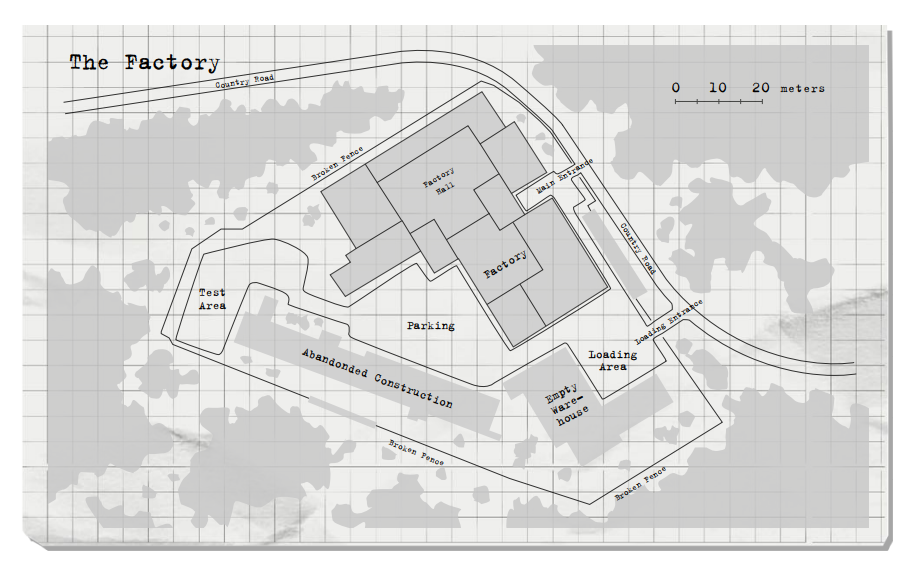 The Factory
Country Road
0 10 20 meters
Broken Fence
Main Entrance
Factory
Hall
Country Road
Factory
Test
Area
Parking
Loading Entrance
Loading
Area
Abandonded Construction
Empty
Ware-
house
Broken Fence
Broken Fence